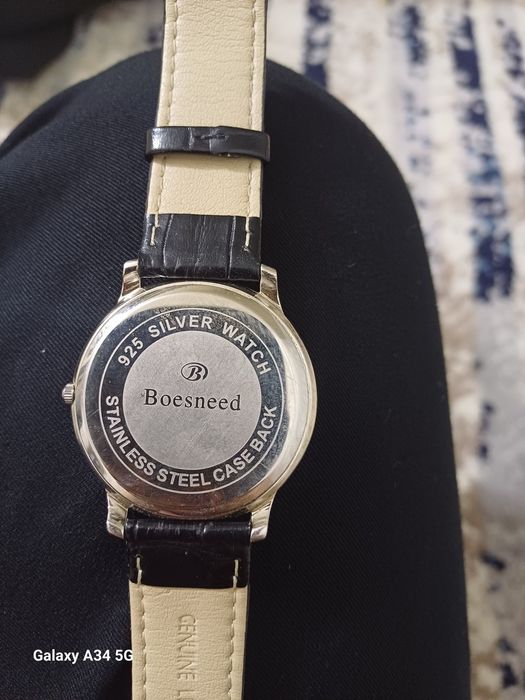 925 SILVER WATCH
B
Boesneed
STAINLESS STEEL CASE BACK
GENUINE L
Galaxy A34 5G